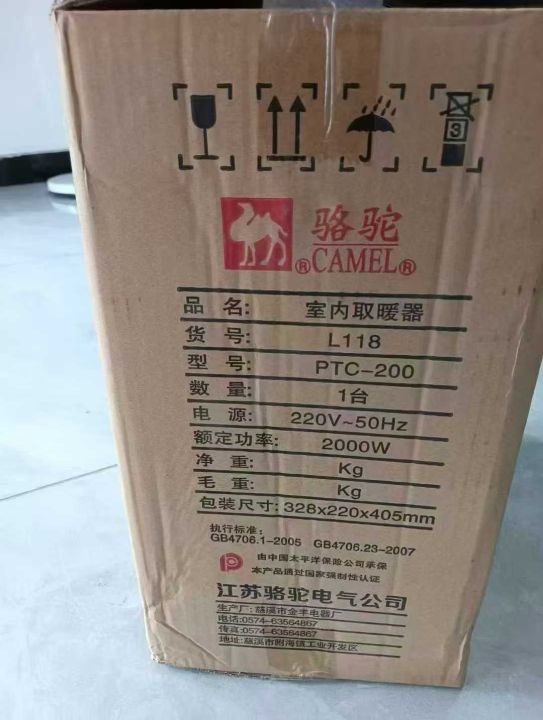 3
骆驼
® CAMEL ®
品 名: 室内取暖器
货 号: L118
型 号: PTC-200
数 量: 1台
电 源: 220V~50Hz
额定功率: 2000W
净 重: Kg
毛 重: Kg
包装尺寸: 328x220x405mm
执行标准:
GB4706.1-2005 GB4706.23-2007
由中国太平洋保险公司承保
本产品通过国家强制性认证
江苏骆驼电气公司
生产厂: 慈溪市金丰电器厂
电话:0574-63564867
传真:0574-63564867
地址: 慈溪市附海镇工业开发区